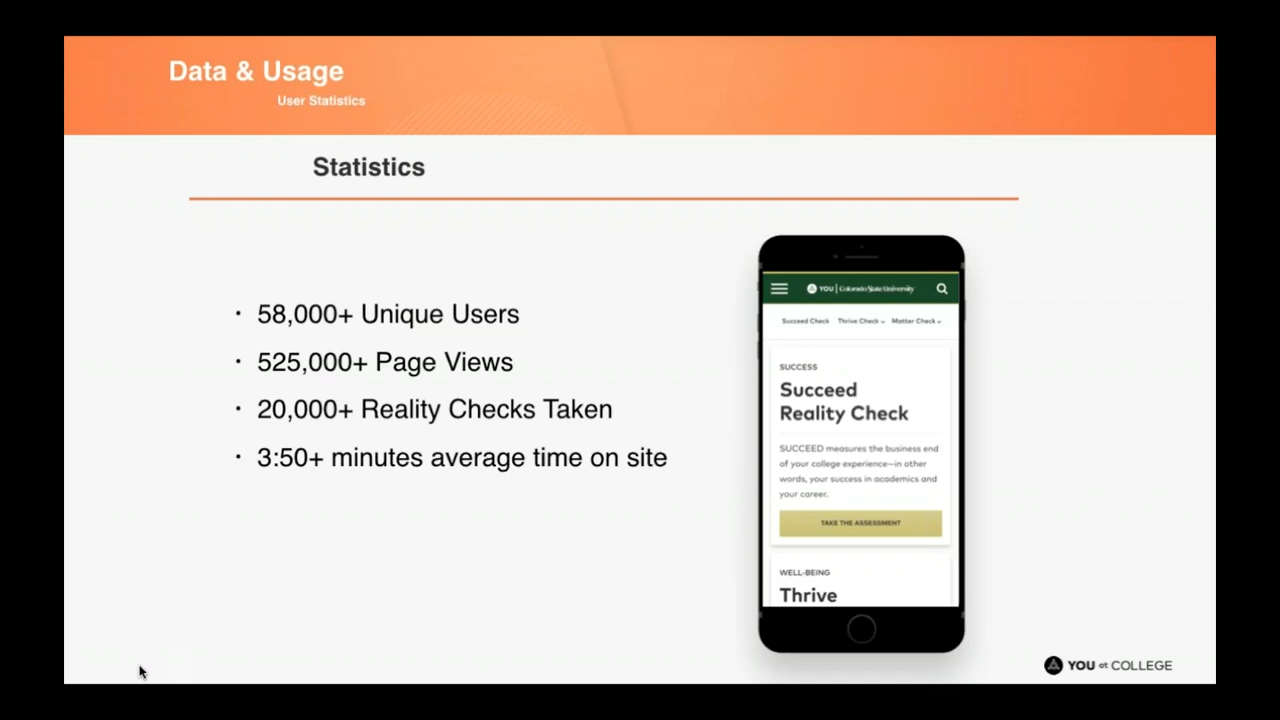 Data & Usage
User Statistics
Statistics
· 58,000+ Unique Users
· 525,000+ Page Views
· 20,000+ Reality Checks Taken
· 3:50+ minutes average time on site
YOU | Colorado State University
Succeed Check Thrive Check Matter Check
SUCCESS
Succeed
Reality Check
SUCCEED measures the business end
of your college experience—in other
words, your success in academics and
your career.
TAKE THE ASSESSMENT
WELL-BEING
Thrive
YOU at COLLEGE